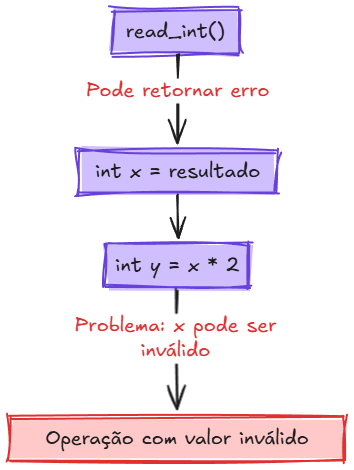 read_int()
Pode retornar erro
int x = resultado
int y = x * 2
Problema: x pode ser
inválido
Operação com valor inválido